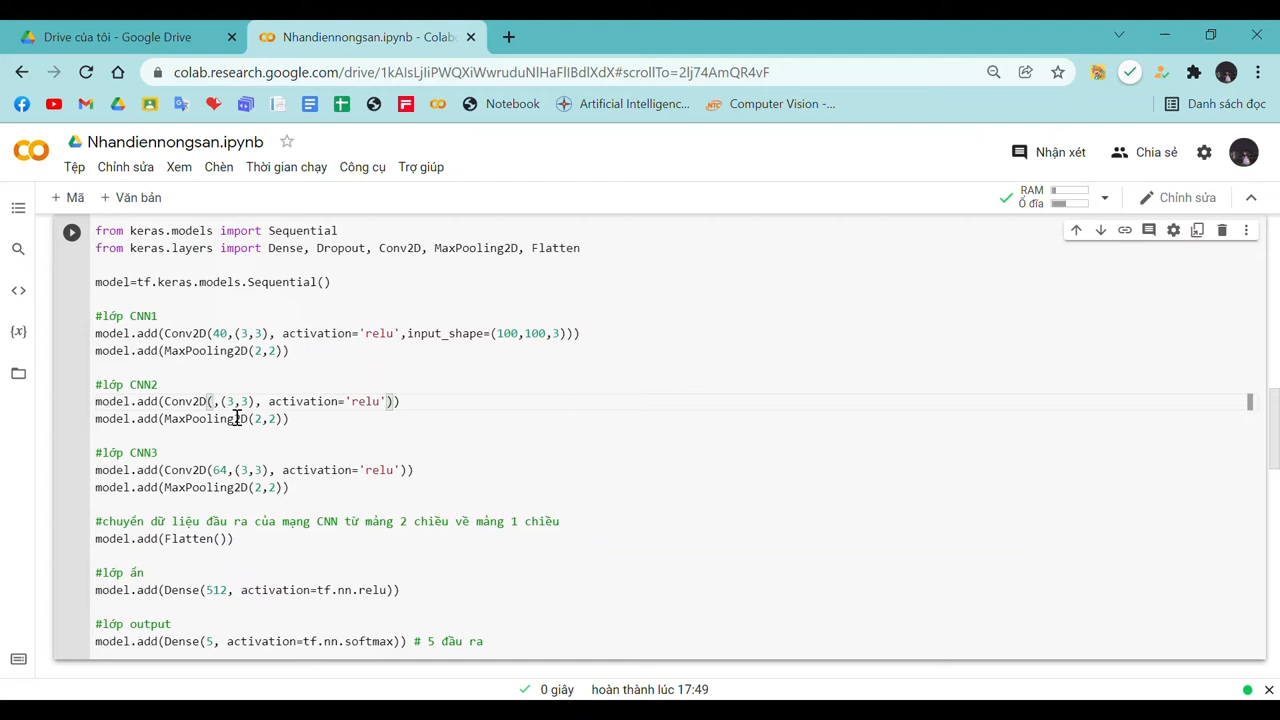 Drive của tôi - Google Drive
Nhandiennongsan.ipynb - Colabo
colab.research.google.com/drive/1kAIsLjIiPWQXiWwruduNlHaFlIBdlXdX#scrollTo=2lj74AmQR4vF
Notebook
Artificial Intelligenc...
Computer Vision -...
Danh sách đọc
Nhandiennongsan.ipynb
Tệp Chỉnh sửa Xem Chèn Thời gian chạy Công cụ Trợ giúp
Nhận xét
Chia sẻ
+ Mã + Văn bản
RAM
Ổ đĩa
Chỉnh sửa
from keras.models import Sequential
from keras.layers import Dense, Dropout, Conv2D, MaxPooling2D, Flatten
model=tf.keras.models.Sequential()
#lớp CNN1
model.add(Conv2D(40,(3,3), activation='relu',input_shape=(100,100,3)))
model.add(MaxPooling2D(2,2))
#lớp CNN2
model.add(Conv2D(,(3,3), activation='relu'))
model.add(MaxPooling2D(2,2))
#lớp CNN3
model.add(Conv2D(64,(3,3), activation='relu'))
model.add(MaxPooling2D(2,2))
#chuyển dữ liệu đầu ra của mạng CNN từ mảng 2 chiều về mảng 1 chiều
model.add(Flatten())
#lớp ẩn
model.add(Dense(512, activation=tf.nn.relu))
#lớp output
model.add(Dense(5, activation=tf.nn.softmax)) # 5 đầu ra
0 giây hoàn thành lúc 17:49